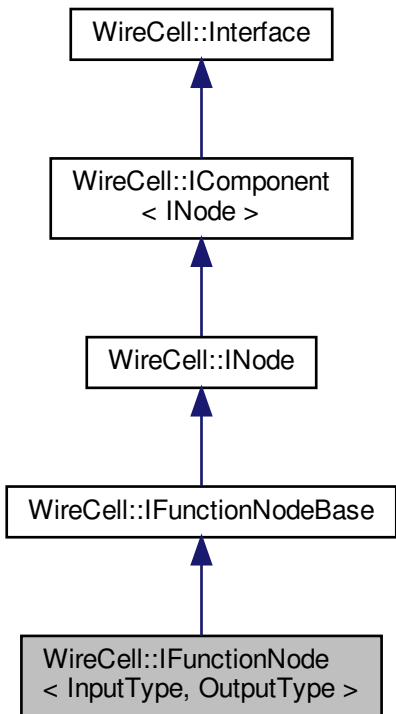 WireCell::Interface
WireCell::IComponent
< INode >
WireCell::INode
WireCell::IFunctionNodeBase
WireCell::IFunctionNode
< InputType, OutputType >